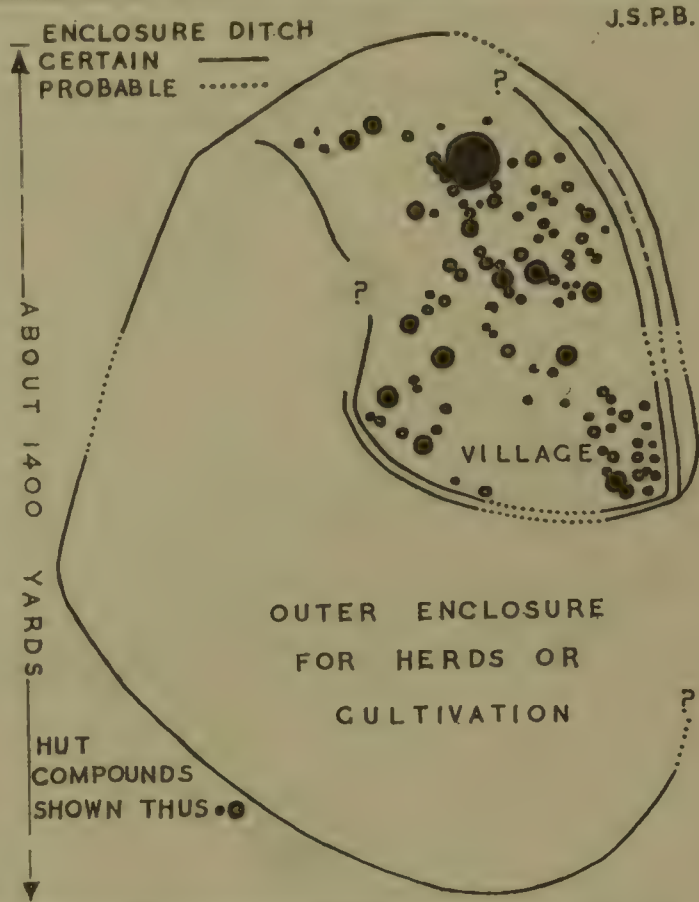 J.S.P.B.
ENCLOSURE DITCH
CERTAIN
PROBABLE
?
?
ABOUT 1400 YARDS
VILLAGE
OUTER ENCLOSURE
FOR HERDS OR
CULTIVATION
?
HUT
COMPOUNDS
SHOWN THUS